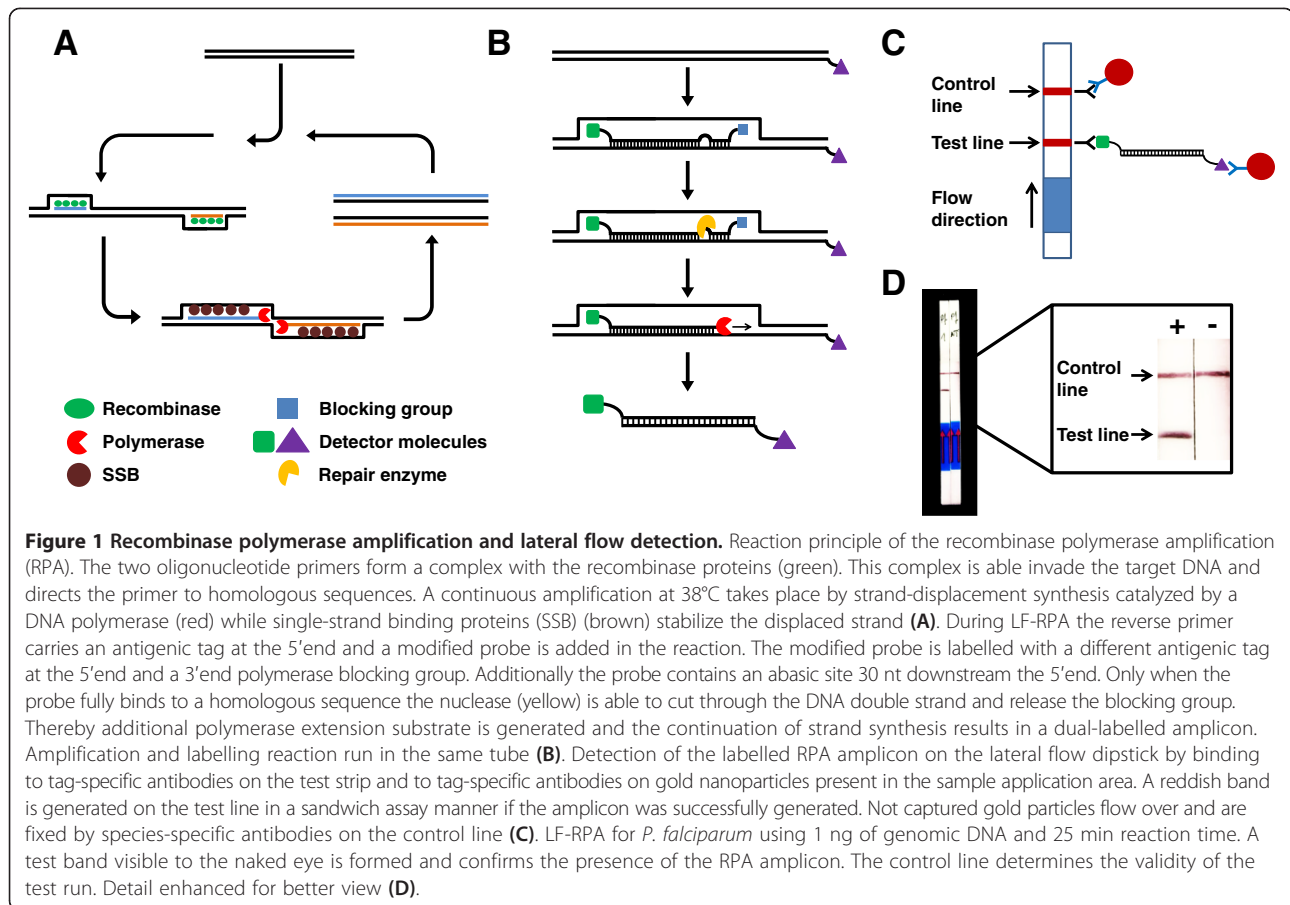 A
B
C
Control line
Test line
Flow direction
D
+ -
Control line
Test line
Recombinase
Polymerase
SSB
Blocking group
Detector molecules
Repair enzyme
Figure 1 Recombinase polymerase amplification and lateral flow detection. Reaction principle of the recombinase polymerase amplification
(RPA). The two oligonucleotide primers form a complex with the recombinase proteins (green). This complex is able invade the target DNA and
directs the primer to homologous sequences. A continuous amplification at 38°C takes place by strand-displacement synthesis catalyzed by a
DNA polymerase (red) while single-strand binding proteins (SSB) (brown) stabilize the displaced strand (A). During LF-RPA the reverse primer
carries an antigenic tag at the 5′end and a modified probe is added in the reaction. The modified probe is labelled with a different antigenic tag
at the 5′end and a 3′end polymerase blocking group. Additionally the probe contains an abasic site 30 nt downstream the 5′end. Only when the
probe fully binds to a homologous sequence the nuclease (yellow) is able to cut through the DNA double strand and release the blocking group.
Thereby additional polymerase extension substrate is generated and the continuation of strand synthesis results in a dual-labelled amplicon.
Amplification and labelling reaction run in the same tube (B). Detection of the labelled RPA amplicon on the lateral flow dipstick by binding
to tag-specific antibodies on the test strip and to tag-specific antibodies on gold nanoparticles present in the sample application area. A reddish band
is generated on the test line in a sandwich assay manner if the amplicon was successfully generated. Not captured gold particles flow over and are
fixed by species-specific antibodies on the control line (C). LF-RPA for P. falciparum using 1 ng of genomic DNA and 25 min reaction time. A
test band visible to the naked eye is formed and confirms the presence of the RPA amplicon. The control line determines the validity of the
test run. Detail enhanced for better view (D).